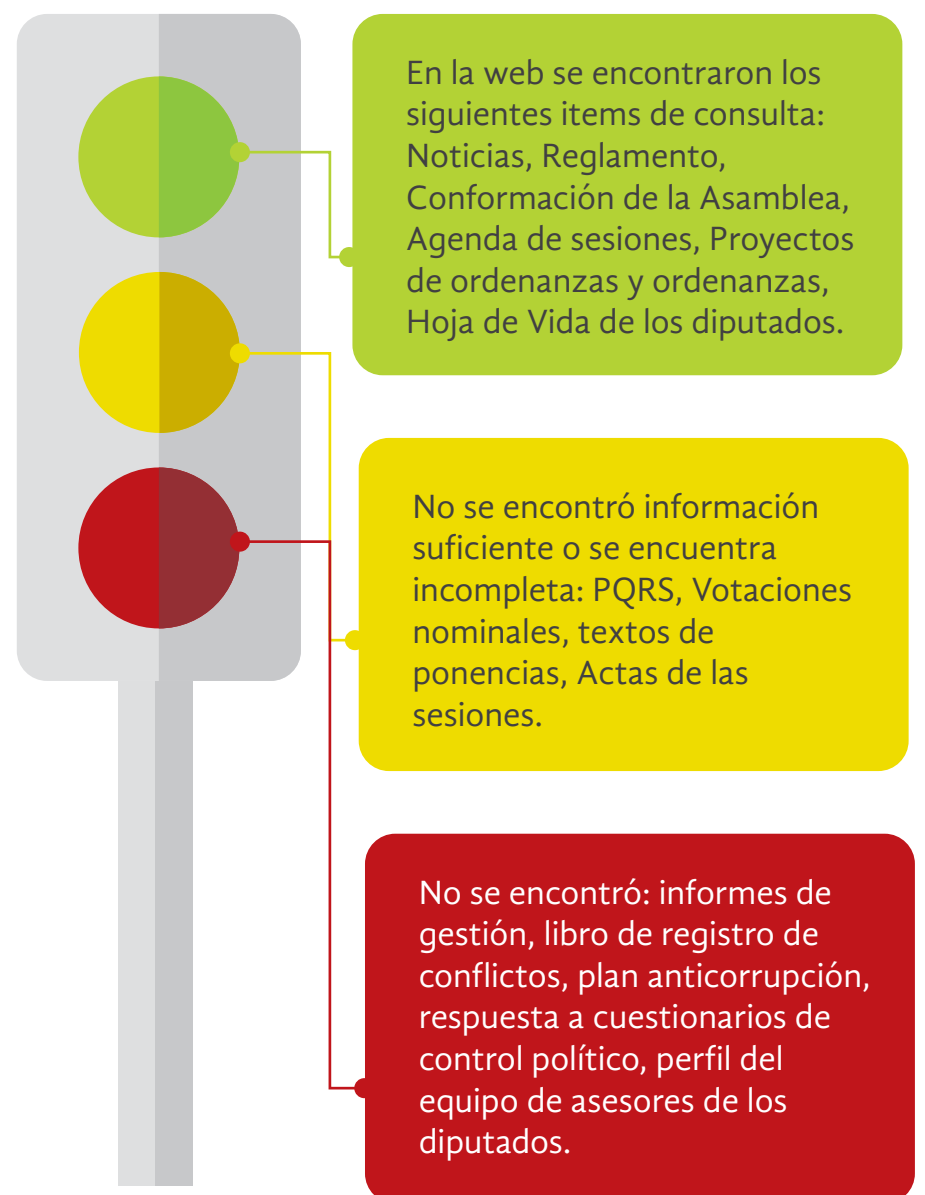 En la web se encontraron los
siguientes items de consulta:
Noticias, Reglamento,
Conformación de la Asamblea,
Agenda de sesiones, Proyectos
de ordenanzas y ordenanzas,
Hoja de Vida de los diputados.
No se encontró información
suficiente o se encuentra
incompleta: PQRS, Votaciones
nominales, textos de
ponencias, Actas de las
sesiones.
No se encontró: informes de
gestión, libro de registro de
conflictos, plan anticorrupción,
respuesta a cuestionarios de
control político, perfil del
equipo de asesores de los
diputados.